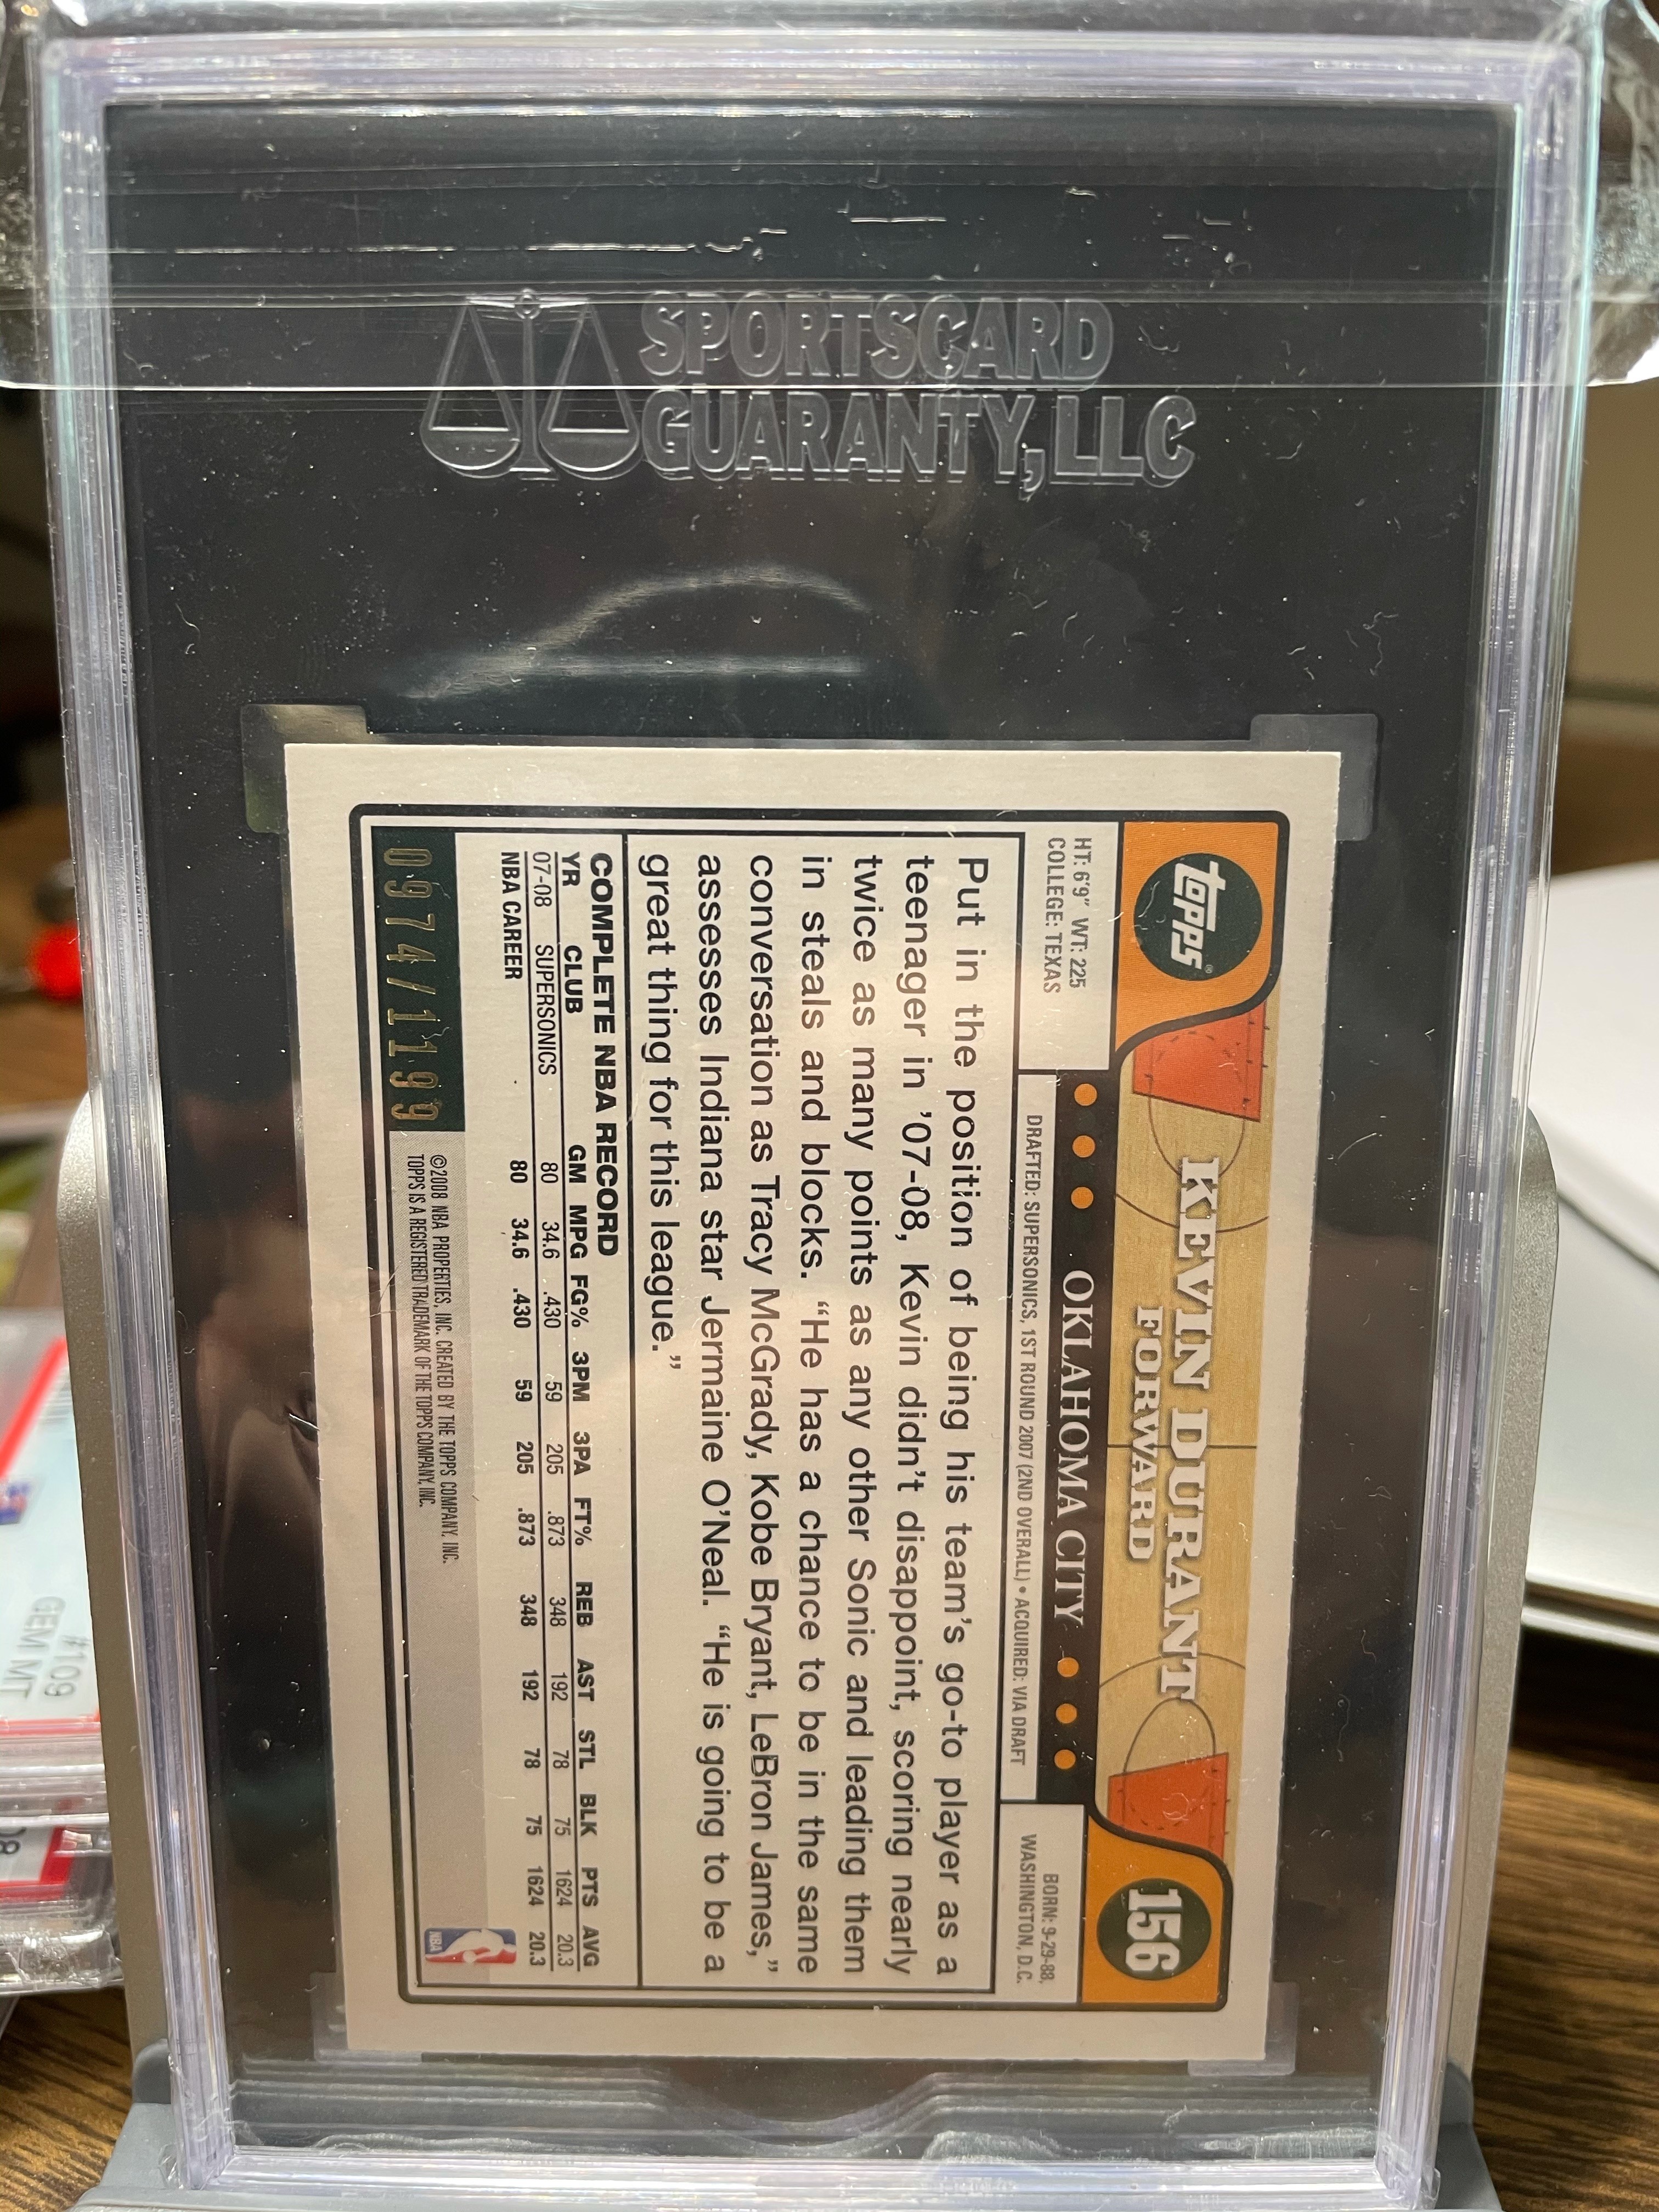 SPORTSCARD
GUARANTY, LLC
topps®
KEVIN DURANT
FORWARD
156
HT: 6'9" WT: 225
COLLEGE: TEXAS
OKLAHOMA CITY
BORN: 9-29-88,
WASHINGTON, D.C.
DRAFTED: SUPERSONICS, 1ST ROUND 2007 (2ND OVERALL) • ACQUIRED: VIA DRAFT
Put in the position of being his team's go-to player as a
teenager in '07-08, Kevin didn't disappoint, scoring nearly
twice as many points as any other Sonic and leading them
in steals and blocks. “He has a chance to be in the same
conversation as Tracy McGrady, Kobe Bryant, LeBron James,”
assesses Indiana star Jermaine O'Neal. “He is going to be a
great thing for this league.”
COMPLETE NBA RECORD
YR CLUB GM MPG FG% 3PM 3PA FT% REB AST STL BLK PTS AVG
07-08 SUPERSONICS 80 34.6 .430 59 205 .873 348 192 78 75 1624 20.3
NBA CAREER 80 34.6 .430 59 205 .873 348 192 78 75 1624 20.3
0974/1199
©2008 NBA PROPERTIES, INC. CREATED BY THE TOPPS COMPANY, INC.
TOPPS IS A REGISTERED TRADEMARK OF THE TOPPS COMPANY, INC.
NBA
#109
GEM MT